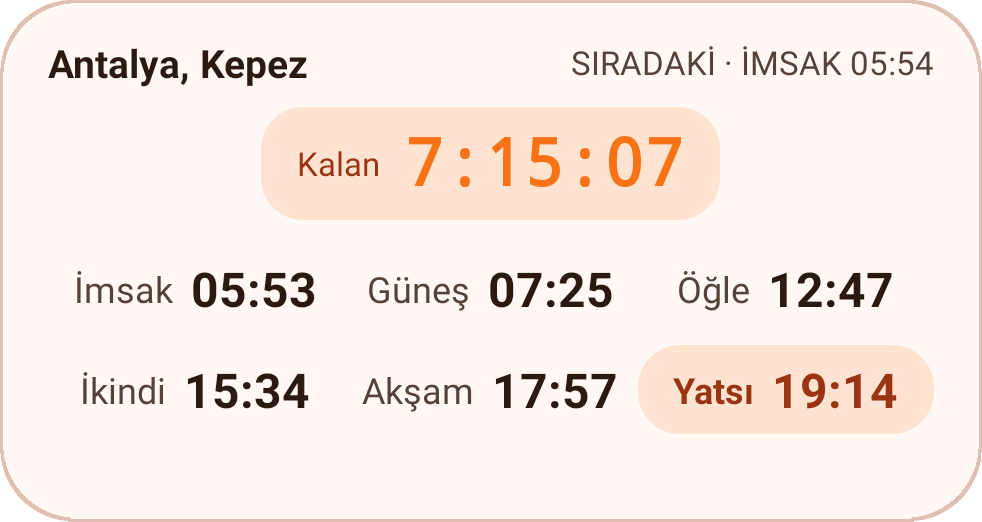 Antalya, Kepez SIRADAKİ · İMSAK 05:54
Kalan 7:15:07
İmsak 05:53 Güneş 07:25 Öğle 12:47
İkindi 15:34 Akşam 17:57 Yatsı 19:14